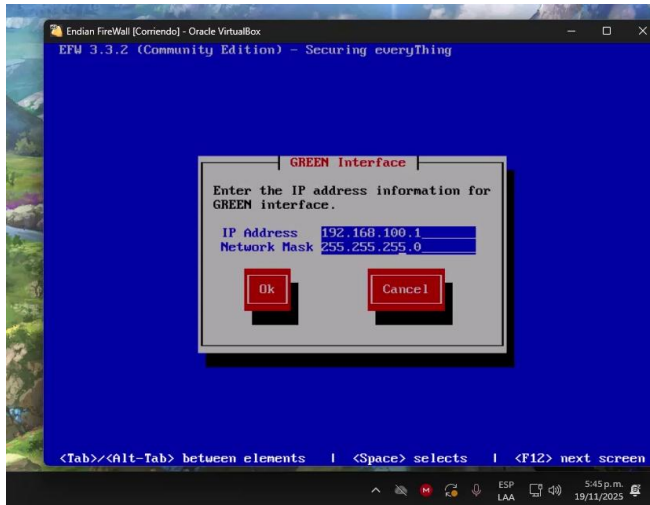 Endian FireWall [Corriendo] - Oracle VirtualBox
EFW 3.3.2 (Community Edition) - Securing everyThing
GREEN Interface
Enter the IP address information for
GREEN interface.
IP Address 192.168.100.1
Network Mask 255.255.255.0
Ok Cancel
<Tab>/<Alt-Tab> between elements | <Space> selects | <F12> next screen
ESP
LAA
5:45 p.m.
19/11/2025